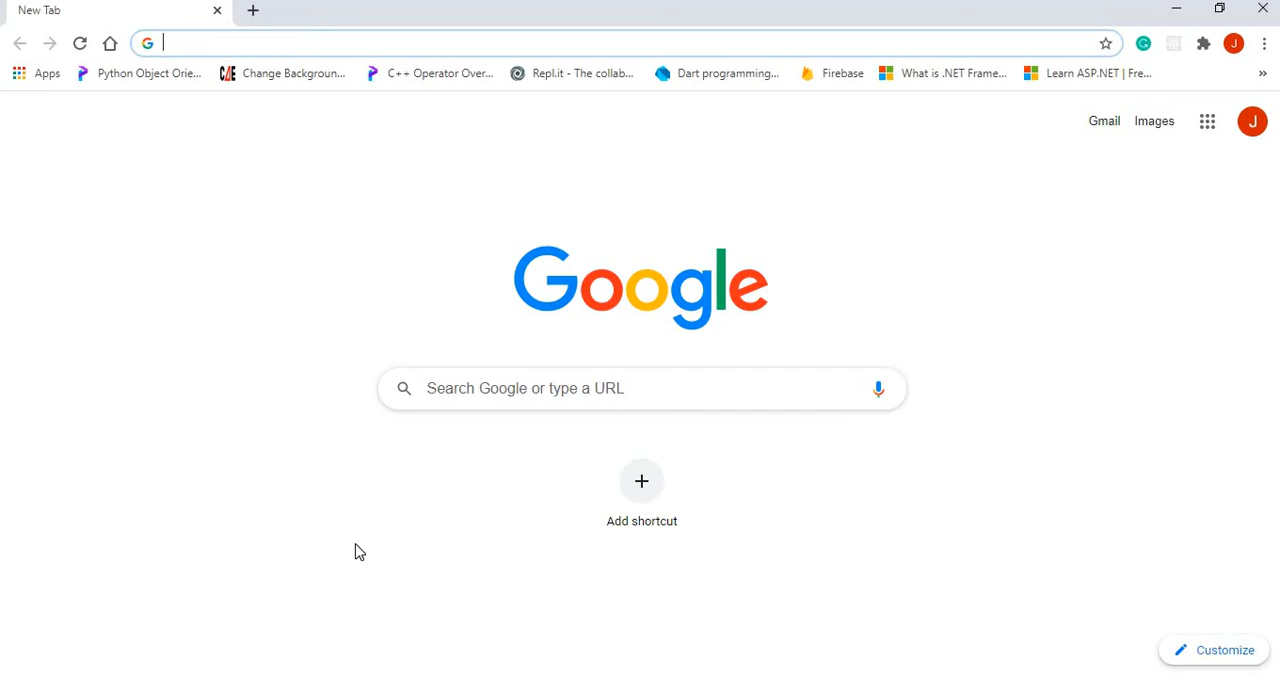 New Tab
Apps Python Object Orie... Change Backgroun... C++ Operator Over... Repl.it - The collab... Dart programming... Firebase What is .NET Frame... Learn ASP.NET | Fre... »
Gmail Images J
Google
Search Google or type a URL
Add shortcut
Customize